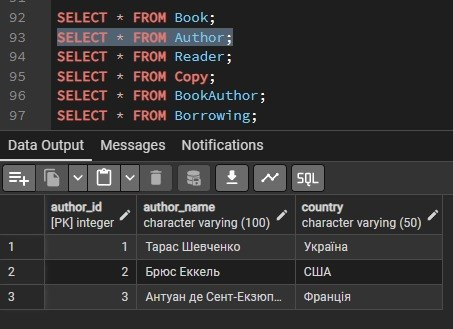 92 SELECT * FROM Book;
93 SELECT * FROM Author;
94 SELECT * FROM Reader;
95 SELECT * FROM Copy;
96 SELECT * FROM BookAuthor;
97 SELECT * FROM Borrowing;
Data Output Messages Notifications
SQL
author_id author_name country
[PK] integer character varying (100) character varying (50)
1 1 Тарас Шевченко Україна
2 2 Брюс Еккель США
3 3 Антуан де Сент-Екзюп... Франція